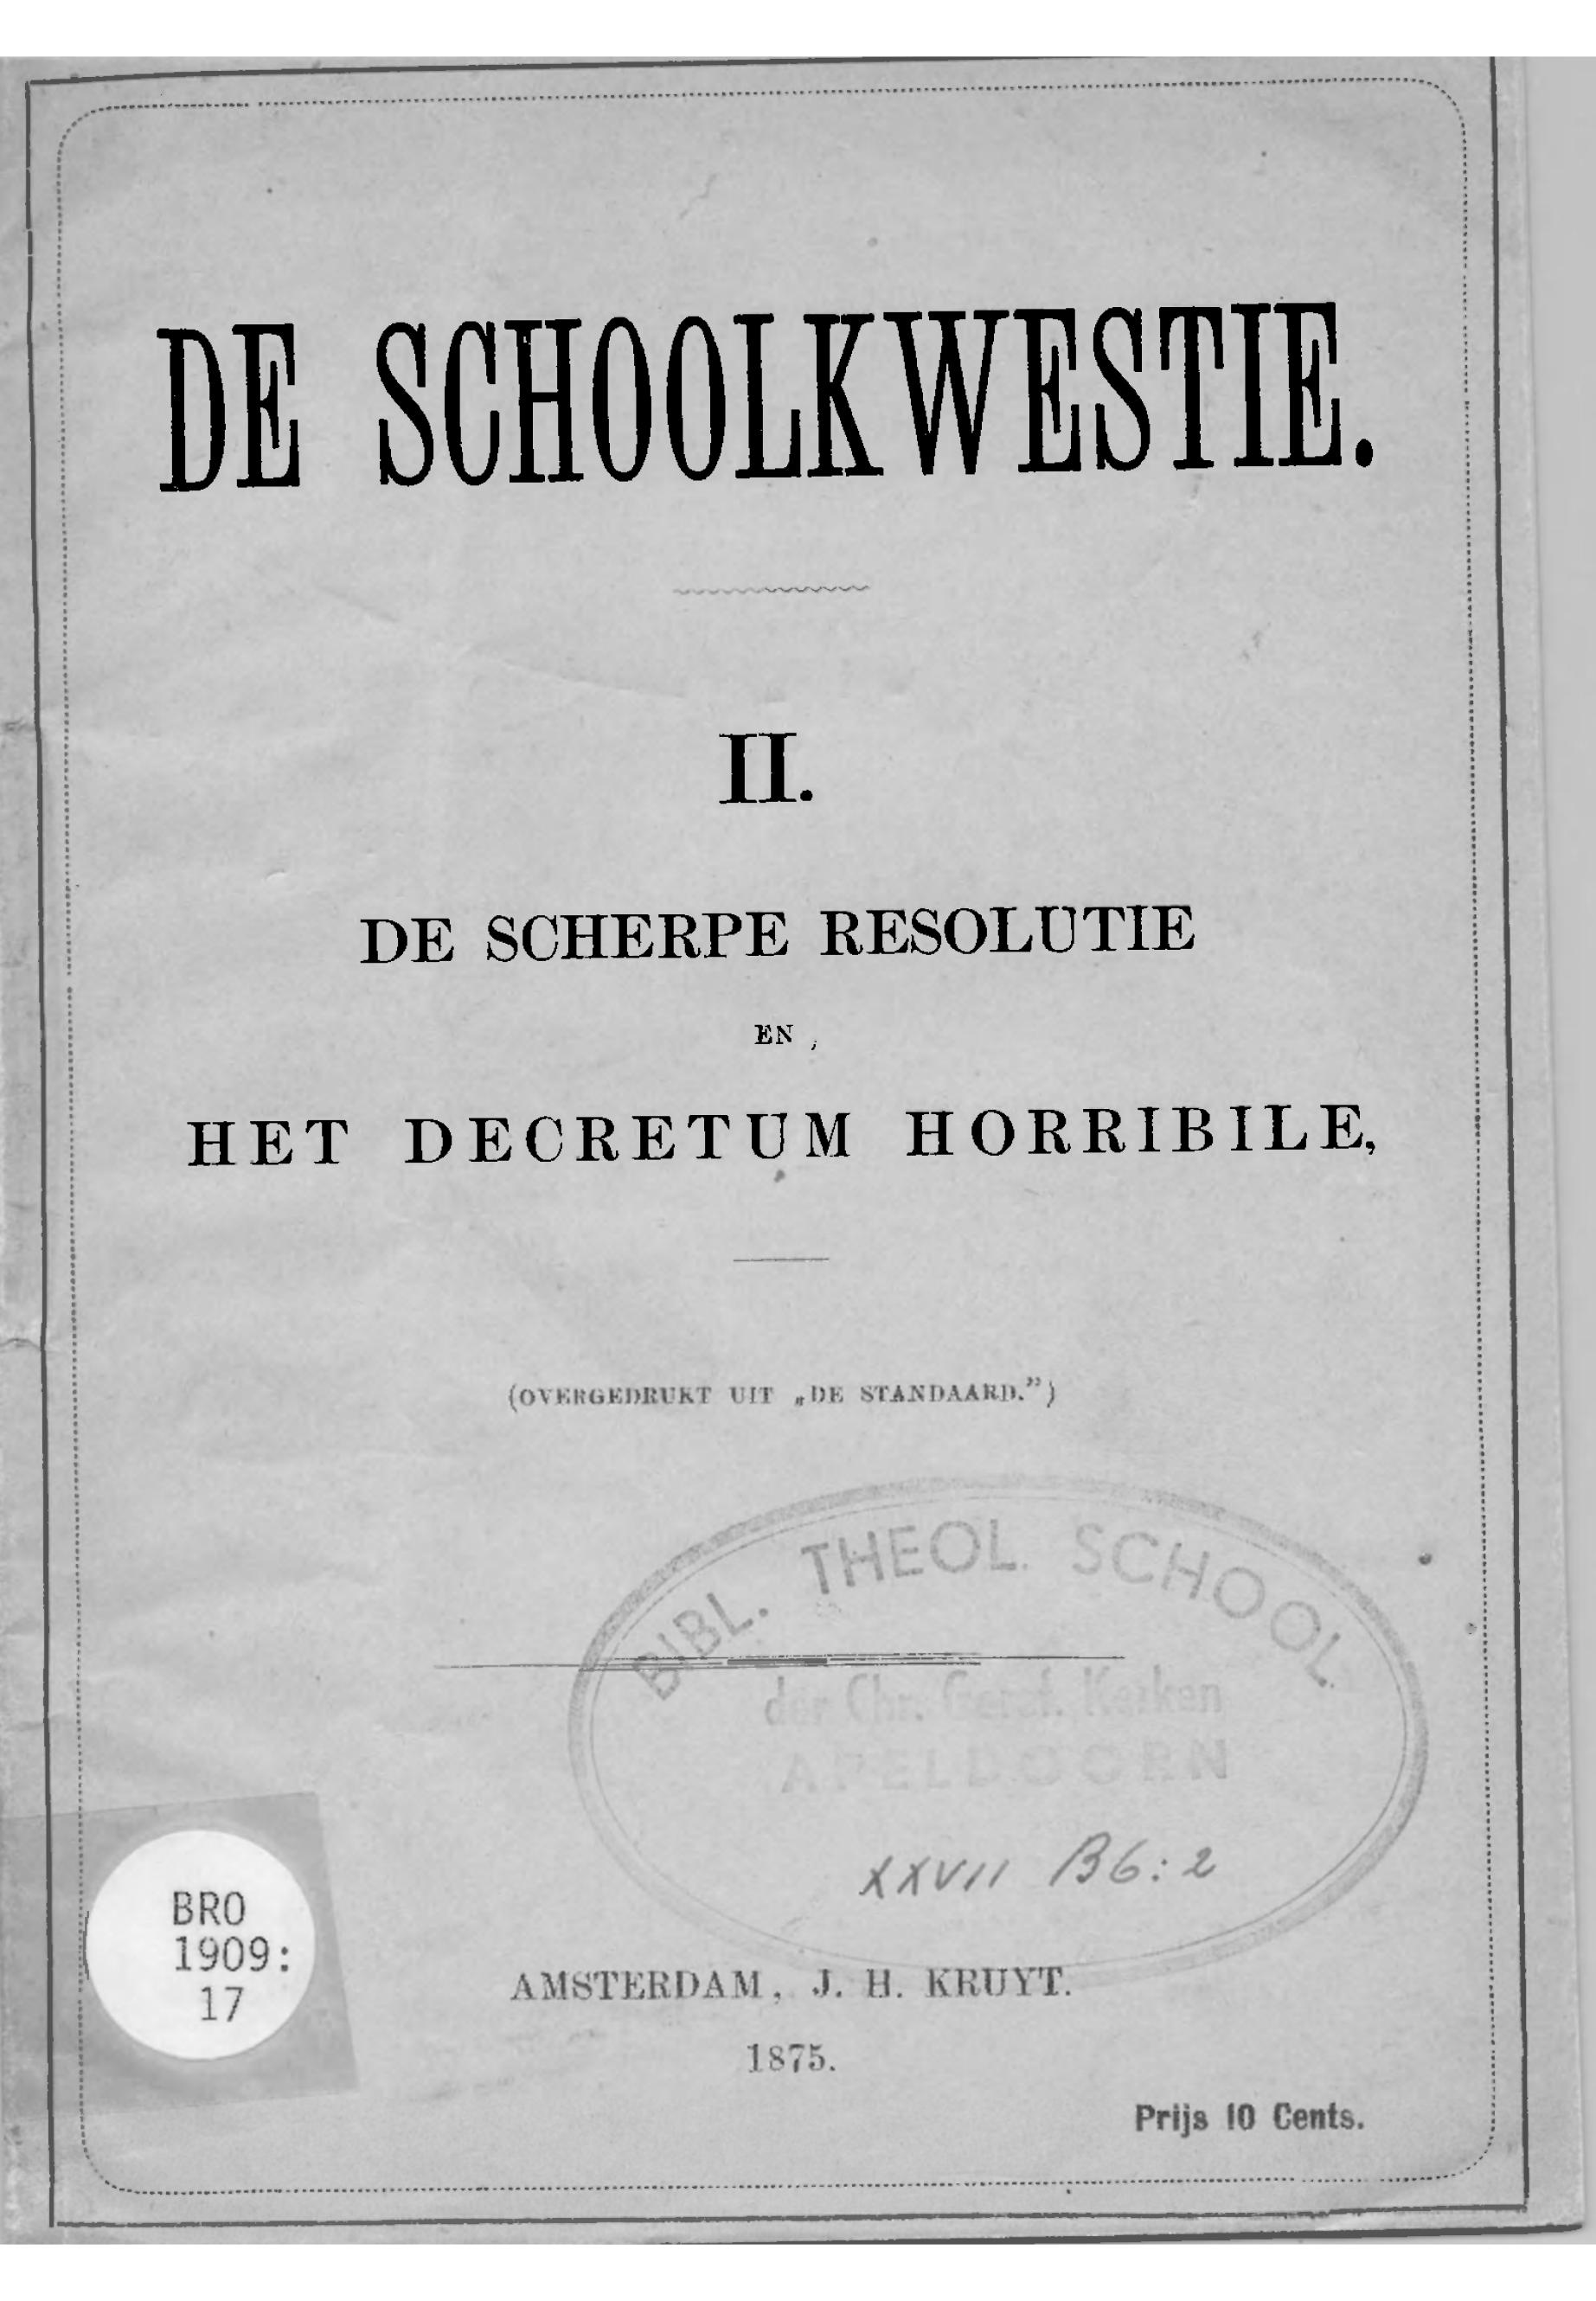 DE SCHOOLKWESTIE.
II.
DE SCHERPE RESOLUTIE
EN,
HET DECRETUM HORRIBILE,
(OVERGEDRUKT UIT „DE STANDAARD.”)
BIBL. THEOL. SCHOOL
der Chr. Geref. Kerken
APELDOORN
XXVII B6:2
BRO
1909:
17
AMSTERDAM, J. H. KRUYT.
1875.
Prijs 10 Cents.